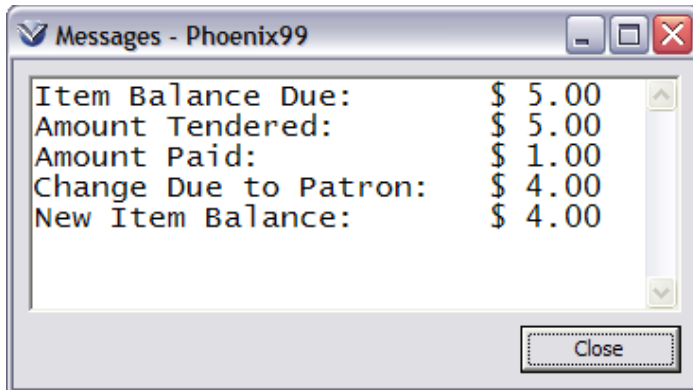 Messages - Phoenix99
Item Balance Due: $ 5.00
Amount Tendered: $ 5.00
Amount Paid: $ 1.00
Change Due to Patron: $ 4.00
New Item Balance: $ 4.00
Close